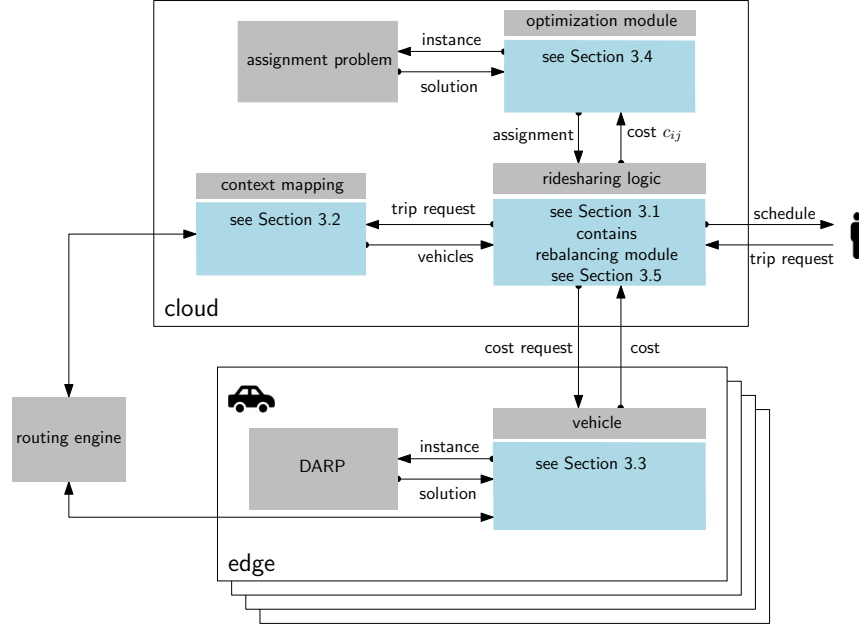 optimization module
instance
see Section 3.4
assignment problem
solution
assignment
cost c_{ij}
context mapping
ridesharing logic
see Section 3.2
trip request
see Section 3.1
schedule
contains
vehicles
rebalancing module
trip request
see Section 3.5
cloud
cost request
cost
vehicle
routing engine
instance
DARP
see Section 3.3
solution
edge